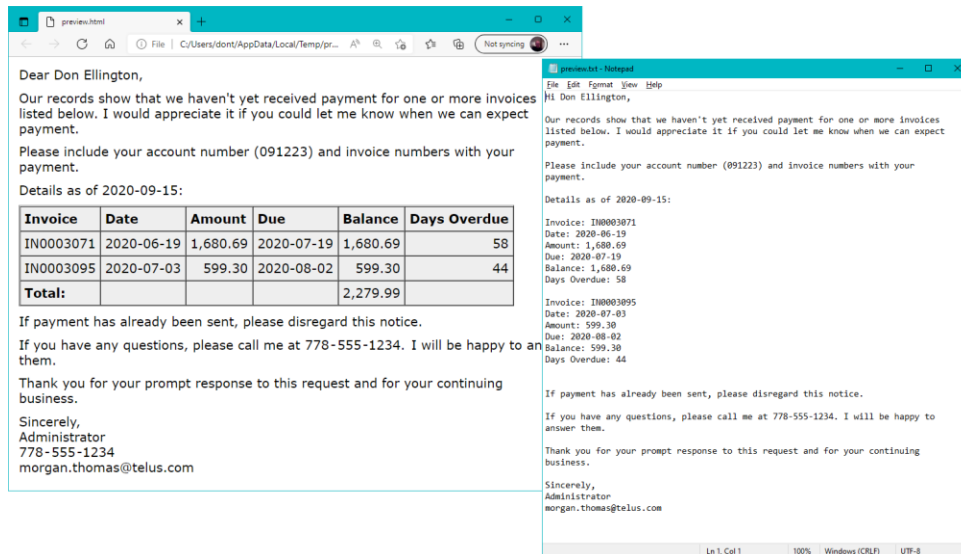 preview.html
File
C:/Users/dont/AppData/Local/Temp/pr...
Not syncing
Dear Don Ellington,
Our records show that we haven't yet received payment for one or more invoices
listed below. I would appreciate it if you could let me know when we can expect
payment.
Please include your account number (091223) and invoice numbers with your
payment.
Details as of 2020-09-15:
Invoice Date Amount Due Balance Days Overdue
IN0003071 2020-06-19 1,680.69 2020-07-19 1,680.69 58
IN0003095 2020-07-03 599.30 2020-08-02 599.30 44
Total: 2,279.99
If payment has already been sent, please disregard this notice.
If you have any questions, please call me at 778-555-1234. I will be happy to an
them.
Thank you for your prompt response to this request and for your continuing
business.
Sincerely,
Administrator
778-555-1234
morgan.thomas@telus.com
preview.txt - Notepad
File Edit Format View Help
Hi Don Ellington,
Our records show that we haven't yet received payment for one or more invoices
listed below. I would appreciate it if you could let me know when we can expect
payment.
Please include your account number (091223) and invoice numbers with your
payment.
Details as of 2020-09-15:
Invoice: IN0003071
Date: 2020-06-19
Amount: 1,680.69
Due: 2020-07-19
Balance: 1,680.69
Days Overdue: 58
Invoice: IN0003095
Date: 2020-07-03
Amount: 599.30
Due: 2020-08-02
Balance: 599.30
Days Overdue: 44
If payment has already been sent, please disregard this notice.
If you have any questions, please call me at 778-555-1234. I will be happy to
answer them.
Thank you for your prompt response to this request and for your continuing
business.
Sincerely,
Administrator
morgan.thomas@telus.com
Ln 1, Col 1 100% Windows (CRLF) UTF-8